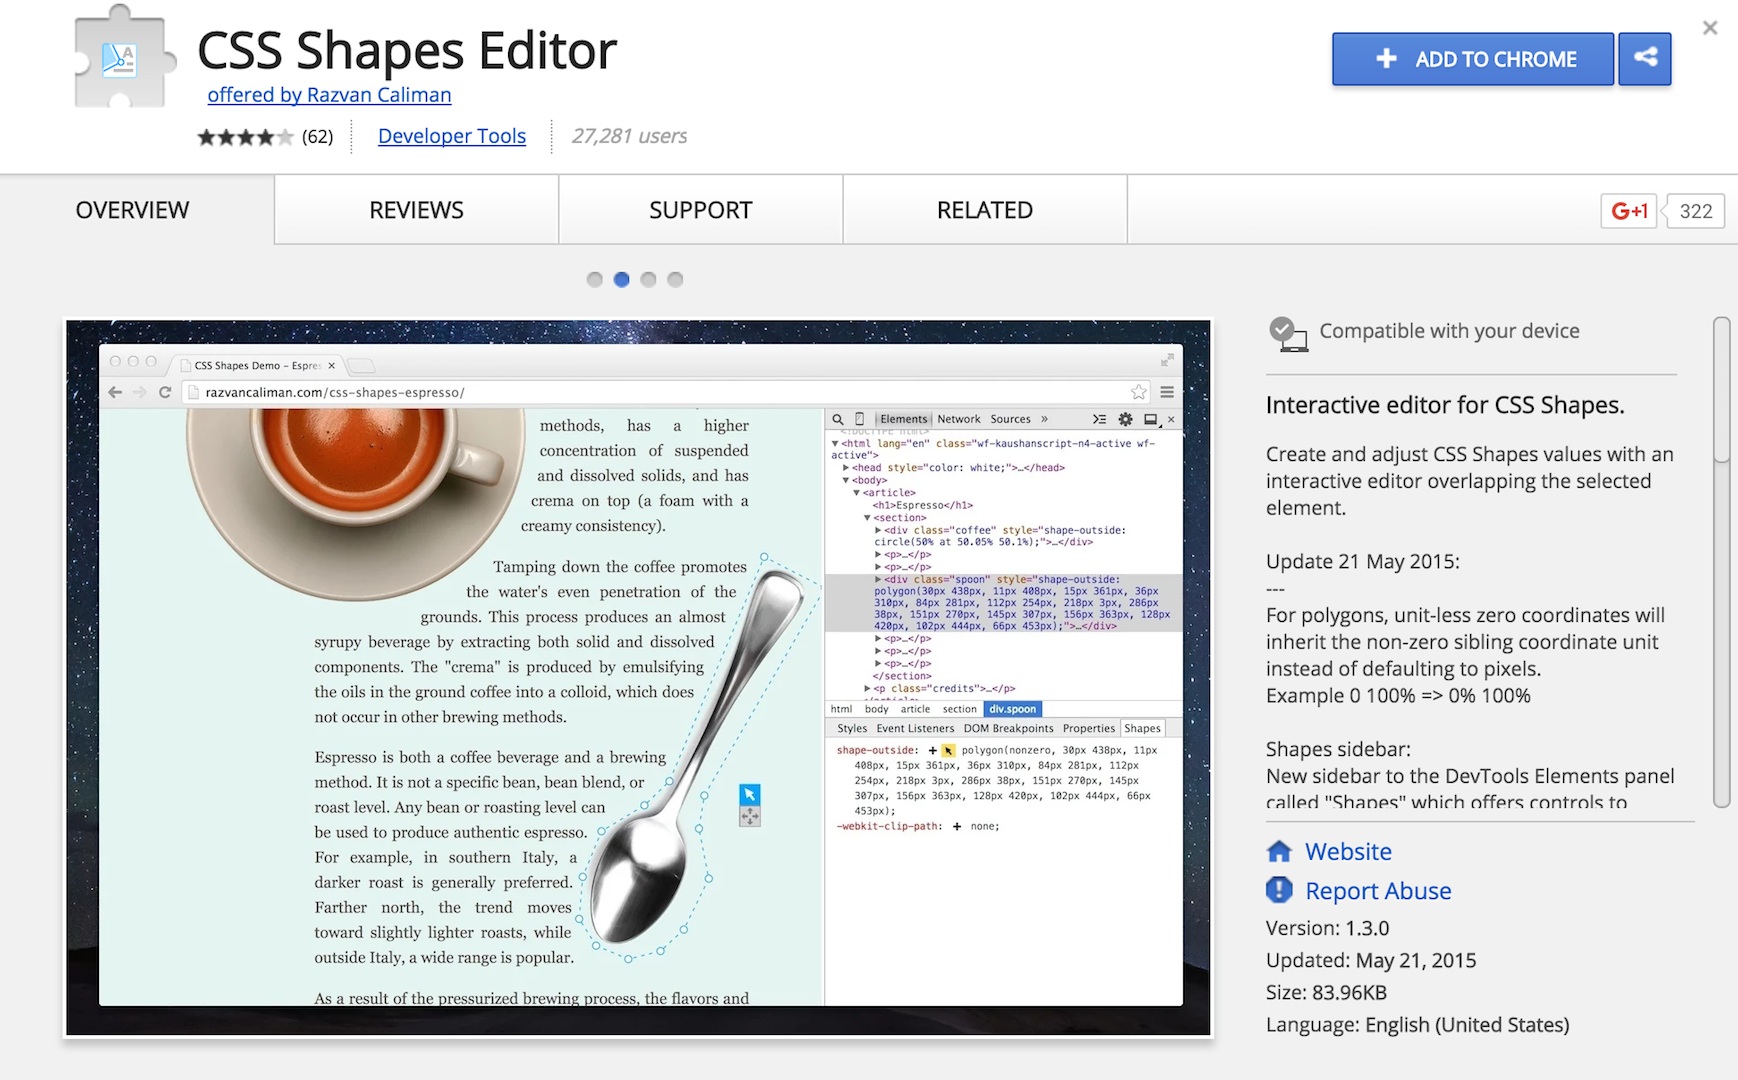 CSS Shapes Editor
offered by Razvan Caliman
(62)
Developer Tools
27,281 users
+ ADD TO CHROME
OVERVIEW
REVIEWS
SUPPORT
RELATED
G+1
322
CSS Shapes Demo – Espres
razvancaliman.com/css-shapes-espresso/
methods, has a higher
concentration of suspended
and dissolved solids, and has
crema on top (a foam with a
creamy consistency).
Tamping down the coffee promotes
the water's even penetration of the
grounds. This process produces an almost
syrupy beverage by extracting both solid and dissolved
components. The "crema" is produced by emulsifying
the oils in the ground coffee into a colloid, which does
not occur in other brewing methods.
Espresso is both a coffee beverage and a brewing
method. It is not a specific bean, bean blend, or
roast level. Any bean or roasting level can
be used to produce authentic espresso.
For example, in southern Italy, a
darker roast is generally preferred.
Farther north, the trend moves
toward slightly lighter roasts, while
outside Italy, a wide range is popular.
As a result of the pressurized brewing process, the flavors and
Elements Network Sources »
<!DOCTYPE html>
<html lang="en" class="wf-kaushanscript-n4-active wf-
active">
<head style="color: white;">…</head>
<body>
<article>
<h1>Espresso</h1>
<section>
<div class="coffee" style="shape-outside:
circle(50% at 50.05% 50.1%);">…</div>
<p>…</p>
<p>…</p>
<div class="spoon" style="shape-outside:
polygon(30px 438px, 11px 408px, 15px 361px, 36px
310px, 84px 281px, 112px 254px, 218px 3px, 286px
38px, 151px 270px, 145px 307px, 156px 363px, 128px
420px, 102px 444px, 66px 453px);">…</div>
<p>…</p>
<p>…</p>
<p>…</p>
</section>
<p class="credits">…</p>
html body article section div.spoon
Styles Event Listeners DOM Breakpoints Properties Shapes
shape-outside: + polygon(nonzero, 30px 438px, 11px
408px, 15px 361px, 36px 310px, 84px 281px, 112px
254px, 218px 3px, 286px 38px, 151px 270px, 145px
307px, 156px 363px, 128px 420px, 102px 444px, 66px
453px);
-webkit-clip-path: + none;
Compatible with your device
Interactive editor for CSS Shapes.
Create and adjust CSS Shapes values with an
interactive editor overlapping the selected
element.
Update 21 May 2015:
---
For polygons, unit-less zero coordinates will
inherit the non-zero sibling coordinate unit
instead of defaulting to pixels.
Example 0 100% => 0% 100%
Shapes sidebar:
New sidebar to the DevTools Elements panel
called "Shapes" which offers controls to
Website
Report Abuse
Version: 1.3.0
Updated: May 21, 2015
Size: 83.96KB
Language: English (United States)